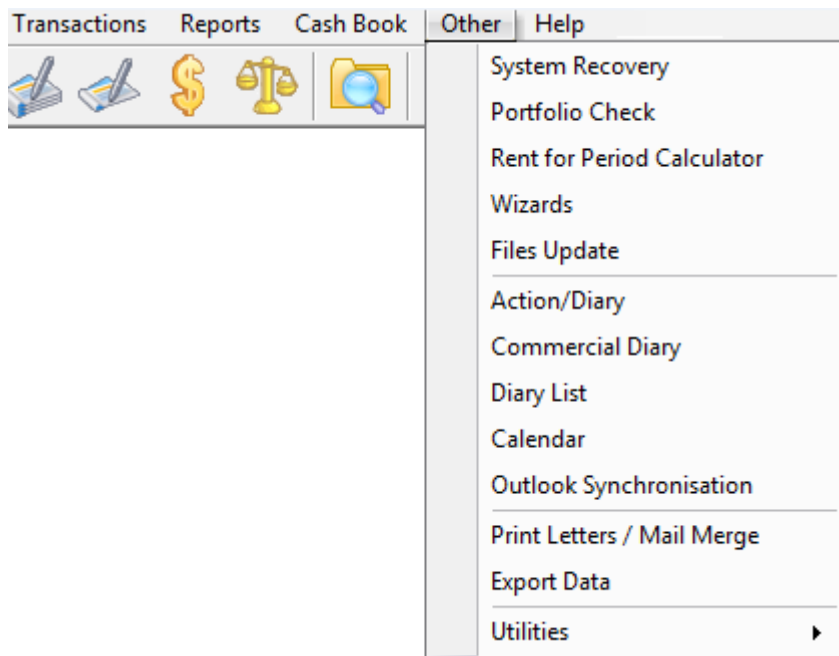 Transactions Reports Cash Book Other Help
System Recovery
Portfolio Check
Rent for Period Calculator
Wizards
Files Update
Action/Diary
Commercial Diary
Diary List
Calendar
Outlook Synchronisation
Print Letters / Mail Merge
Export Data
Utilities